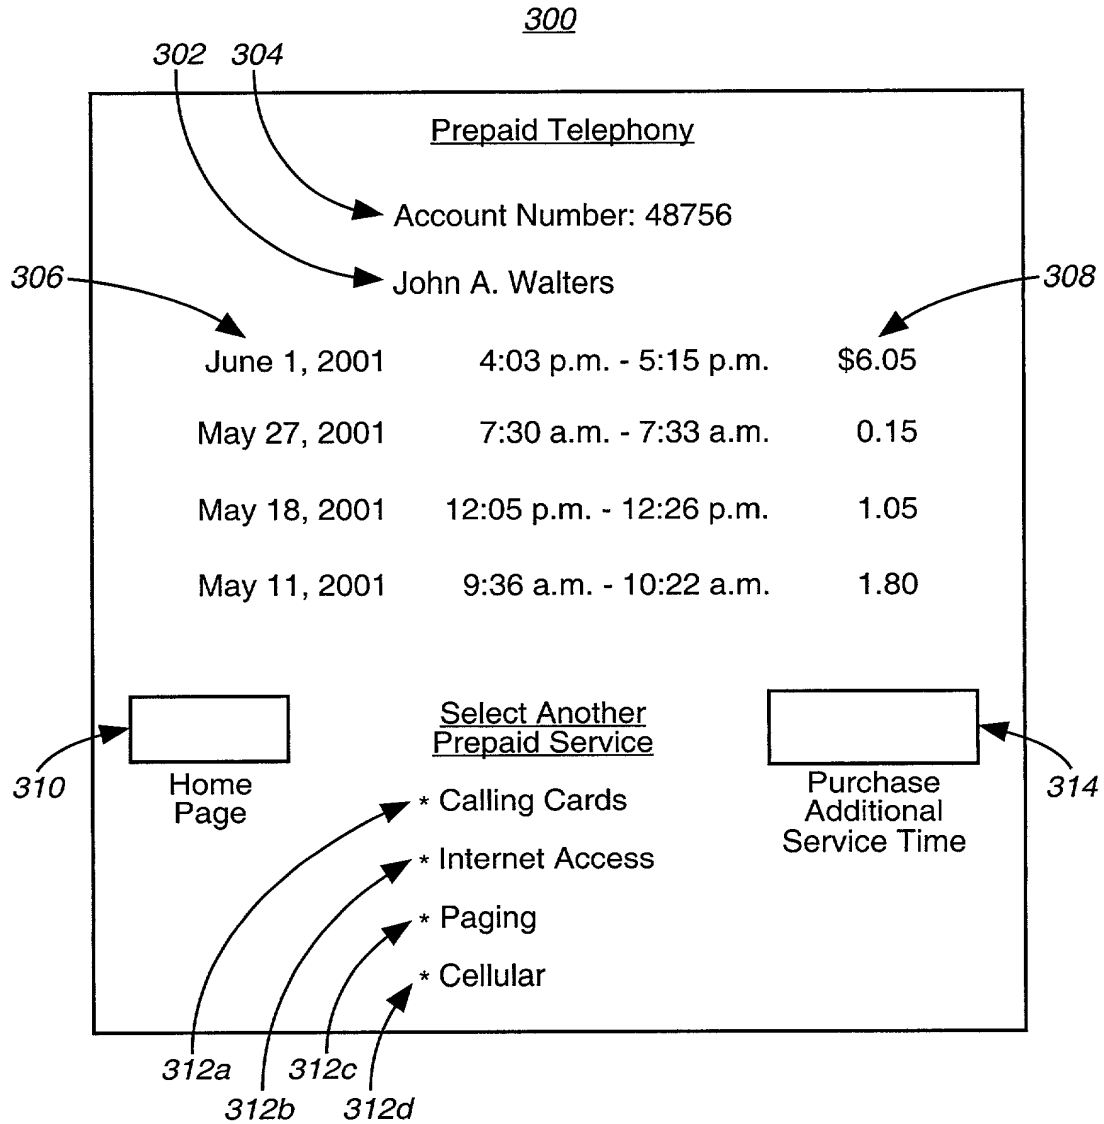 300
302 304
Prepaid Telephony
Account Number: 48756
John A. Walters
306 308
June 1, 2001 4:03 p.m. - 5:15 p.m. $6.05
May 27, 2001 7:30 a.m. - 7:33 a.m. 0.15
May 18, 2001 12:05 p.m. - 12:26 p.m. 1.05
May 11, 2001 9:36 a.m. - 10:22 a.m. 1.80
310
Home
Page
Select Another
Prepaid Service
* Calling Cards
* Internet Access
* Paging
* Cellular
Purchase
Additional
Service Time
314
312a 312c
312b 312d